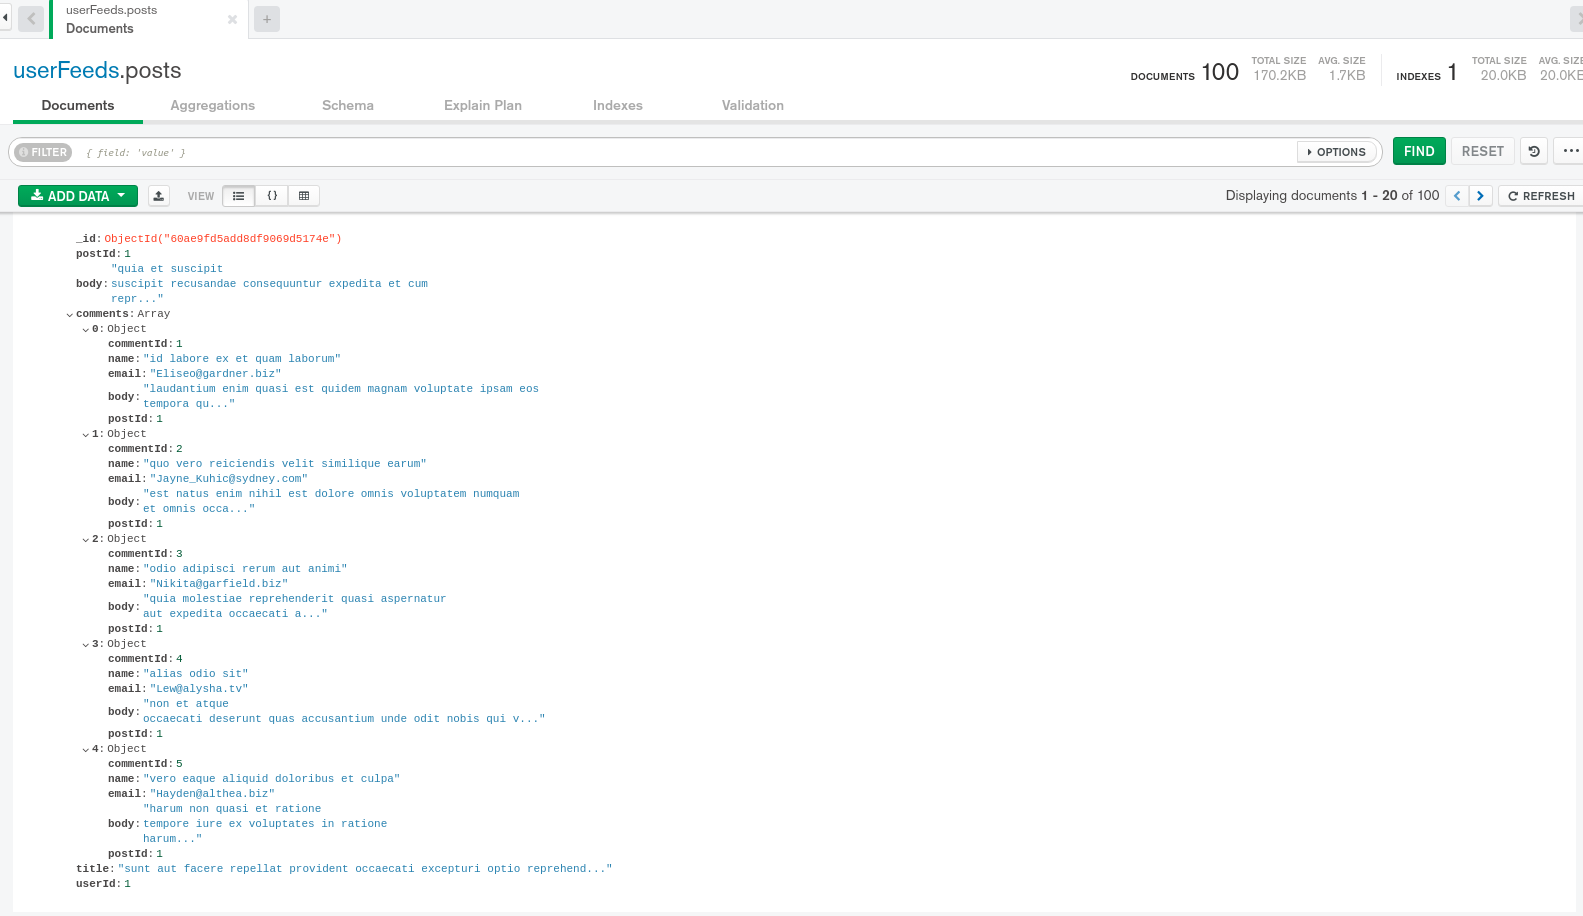 userFeeds.posts
Documents
userFeeds.posts
DOCUMENTS 100 TOTAL SIZE 170.2KB AVG. SIZE 1.7KB INDEXES 1 TOTAL SIZE 20.0KB AVG. SIZE 20.0KB
Documents Aggregations Schema Explain Plan Indexes Validation
FILTER { field: 'value' } OPTIONS FIND RESET
ADD DATA VIEW {} Displaying documents 1 - 20 of 100 REFRESH
_id: ObjectId("60ae9fd5add8df9069d5174e")
postId: 1
"quia et suscipit
body: suscipit recusandae consequuntur expedita et cum
repr..."
comments: Array
0: Object
commentId: 1
name: "id labore ex et quam laborum"
email: "Eliseo@gardner.biz"
"laudantium enim quasi est quidem magnam voluptate ipsam eos
body:
tempora qu..."
postId: 1
1: Object
commentId: 2
name: "quo vero reiciendis velit similique earum"
email: "Jayne_Kuhic@sydney.com"
"est natus enim nihil est dolore omnis voluptatem numquam
body:
et omnis occa..."
postId: 1
2: Object
commentId: 3
name: "odio adipisci rerum aut animi"
email: "Nikita@garfield.biz"
"quia molestiae reprehenderit quasi aspernatur
body:
aut expedita occaecati a..."
postId: 1
3: Object
commentId: 4
name: "alias odio sit"
email: "Lew@alysha.tv"
"non et atque
body:
occaecati deserunt quas accusantium unde odit nobis qui v..."
postId: 1
4: Object
commentId: 5
name: "vero eaque aliquid doloribus et culpa"
email: "Hayden@althea.biz"
"harum non quasi et ratione
body: tempore iure ex voluptates in ratione
harum..."
postId: 1
title: "sunt aut facere repellat provident occaecati excepturi optio reprehend..."
userId: 1